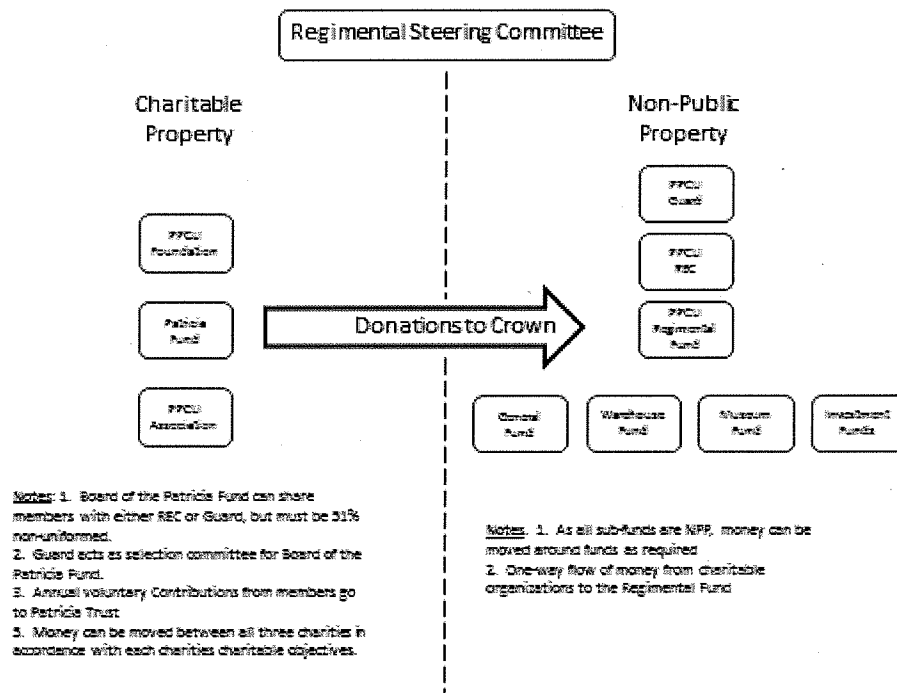 Regimental Steering Committee
Charitable
Property
Non-Public
Property
PPCLI
Foundation
Patricia
Fund
PPCLI
Association
Donations to Crown
PPCLI
Guard
PPCLI
REC
PPCLI
Regimental
Fund
General
Fund
Warehouse
Fund
Museum
Fund
Investment
Funds
Notes: 1. Board of the Patricia Fund can share
members with either REC or Guard, but must be 51%
non-uniformed.
2. Guard acts as selection committee for Board of the
Patricia Fund.
3. Annual voluntary Contributions from members go
to Patricia Trust
5. Money can be moved between all three charities in
accordance with each charities charitable objectives.
Notes. 1. As all sub-funds are NPP, money can be
moved around funds as required
2. One-way flow of money from charitable
organizations to the Regimental Fund